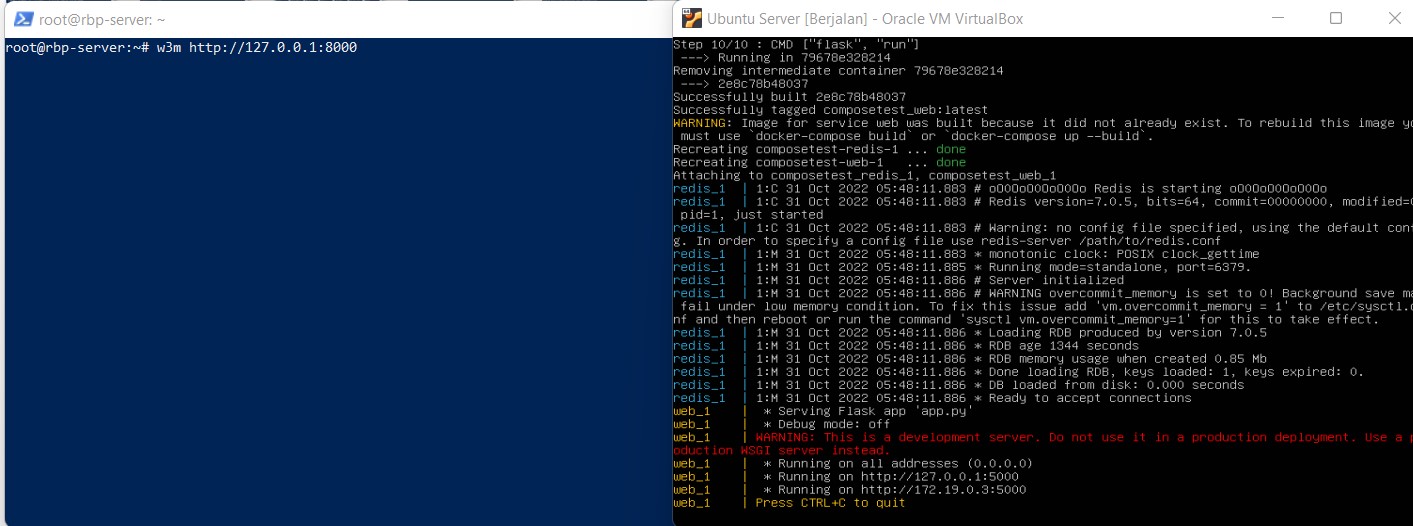 root@rbp-server: ~
root@rbp-server:~# w3m http://127.0.0.1:8000
Ubuntu Server [Berjalan] - Oracle VM VirtualBox
Step 10/10 : CMD ["flask", "run"]
---> Running in 79678e328214
Removing intermediate container 79678e328214
---> 2e8c78b48037
Successfully built 2e8c78b48037
Successfully tagged composetest_web:latest
WARNING: Image for service web was built because it did not already exist. To rebuild this image
must use `docker-compose build` or `docker-compose up --build`.
Recreating composetest-redis-1 ... done
Recreating composetest-web-1 ... done
Attaching to composetest_redis_1, composetest_web_1
redis_1 | 1:C 31 Oct 2022 05:48:11.883 # oO0OoO0OoO0Oo Redis is starting oO0OoO0OoO0Oo
redis_1 | 1:C 31 Oct 2022 05:48:11.883 # Redis version=7.0.5, bits=64, commit=00000000, modified=
pid=1, just started
redis_1 | 1:C 31 Oct 2022 05:48:11.883 # Warning: no config file specified, using the default con
g. In order to specify a config file use redis-server /path/to/redis.conf
redis_1 | 1:M 31 Oct 2022 05:48:11.883 * monotonic clock: POSIX clock_gettime
redis_1 | 1:M 31 Oct 2022 05:48:11.885 * Running mode=standalone, port=6379.
redis_1 | 1:M 31 Oct 2022 05:48:11.886 # Server initialized
redis_1 | 1:M 31 Oct 2022 05:48:11.886 # WARNING overcommit_memory is set to 0! Background save ma
fail under low memory condition. To fix this issue add 'vm.overcommit_memory = 1' to /etc/sysctl.
nf and then reboot or run the command 'sysctl vm.overcommit_memory=1' for this to take effect.
redis_1 | 1:M 31 Oct 2022 05:48:11.886 * Loading RDB produced by version 7.0.5
redis_1 | 1:M 31 Oct 2022 05:48:11.886 * RDB age 1344 seconds
redis_1 | 1:M 31 Oct 2022 05:48:11.886 * RDB memory usage when created 0.85 Mb
redis_1 | 1:M 31 Oct 2022 05:48:11.886 * Done loading RDB, keys loaded: 1, keys expired: 0.
redis_1 | 1:M 31 Oct 2022 05:48:11.886 * DB loaded from disk: 0.000 seconds
redis_1 | 1:M 31 Oct 2022 05:48:11.886 * Ready to accept connections
web_1 | * Serving Flask app 'app.py'
web_1 | * Debug mode: off
web_1 | WARNING: This is a development server. Do not use it in a production deployment. Use a p
oduction WSGI server instead.
web_1 | * Running on all addresses (0.0.0.0)
web_1 | * Running on http://127.0.0.1:5000
web_1 | * Running on http://172.19.0.3:5000
web_1 | Press CTRL+C to quit